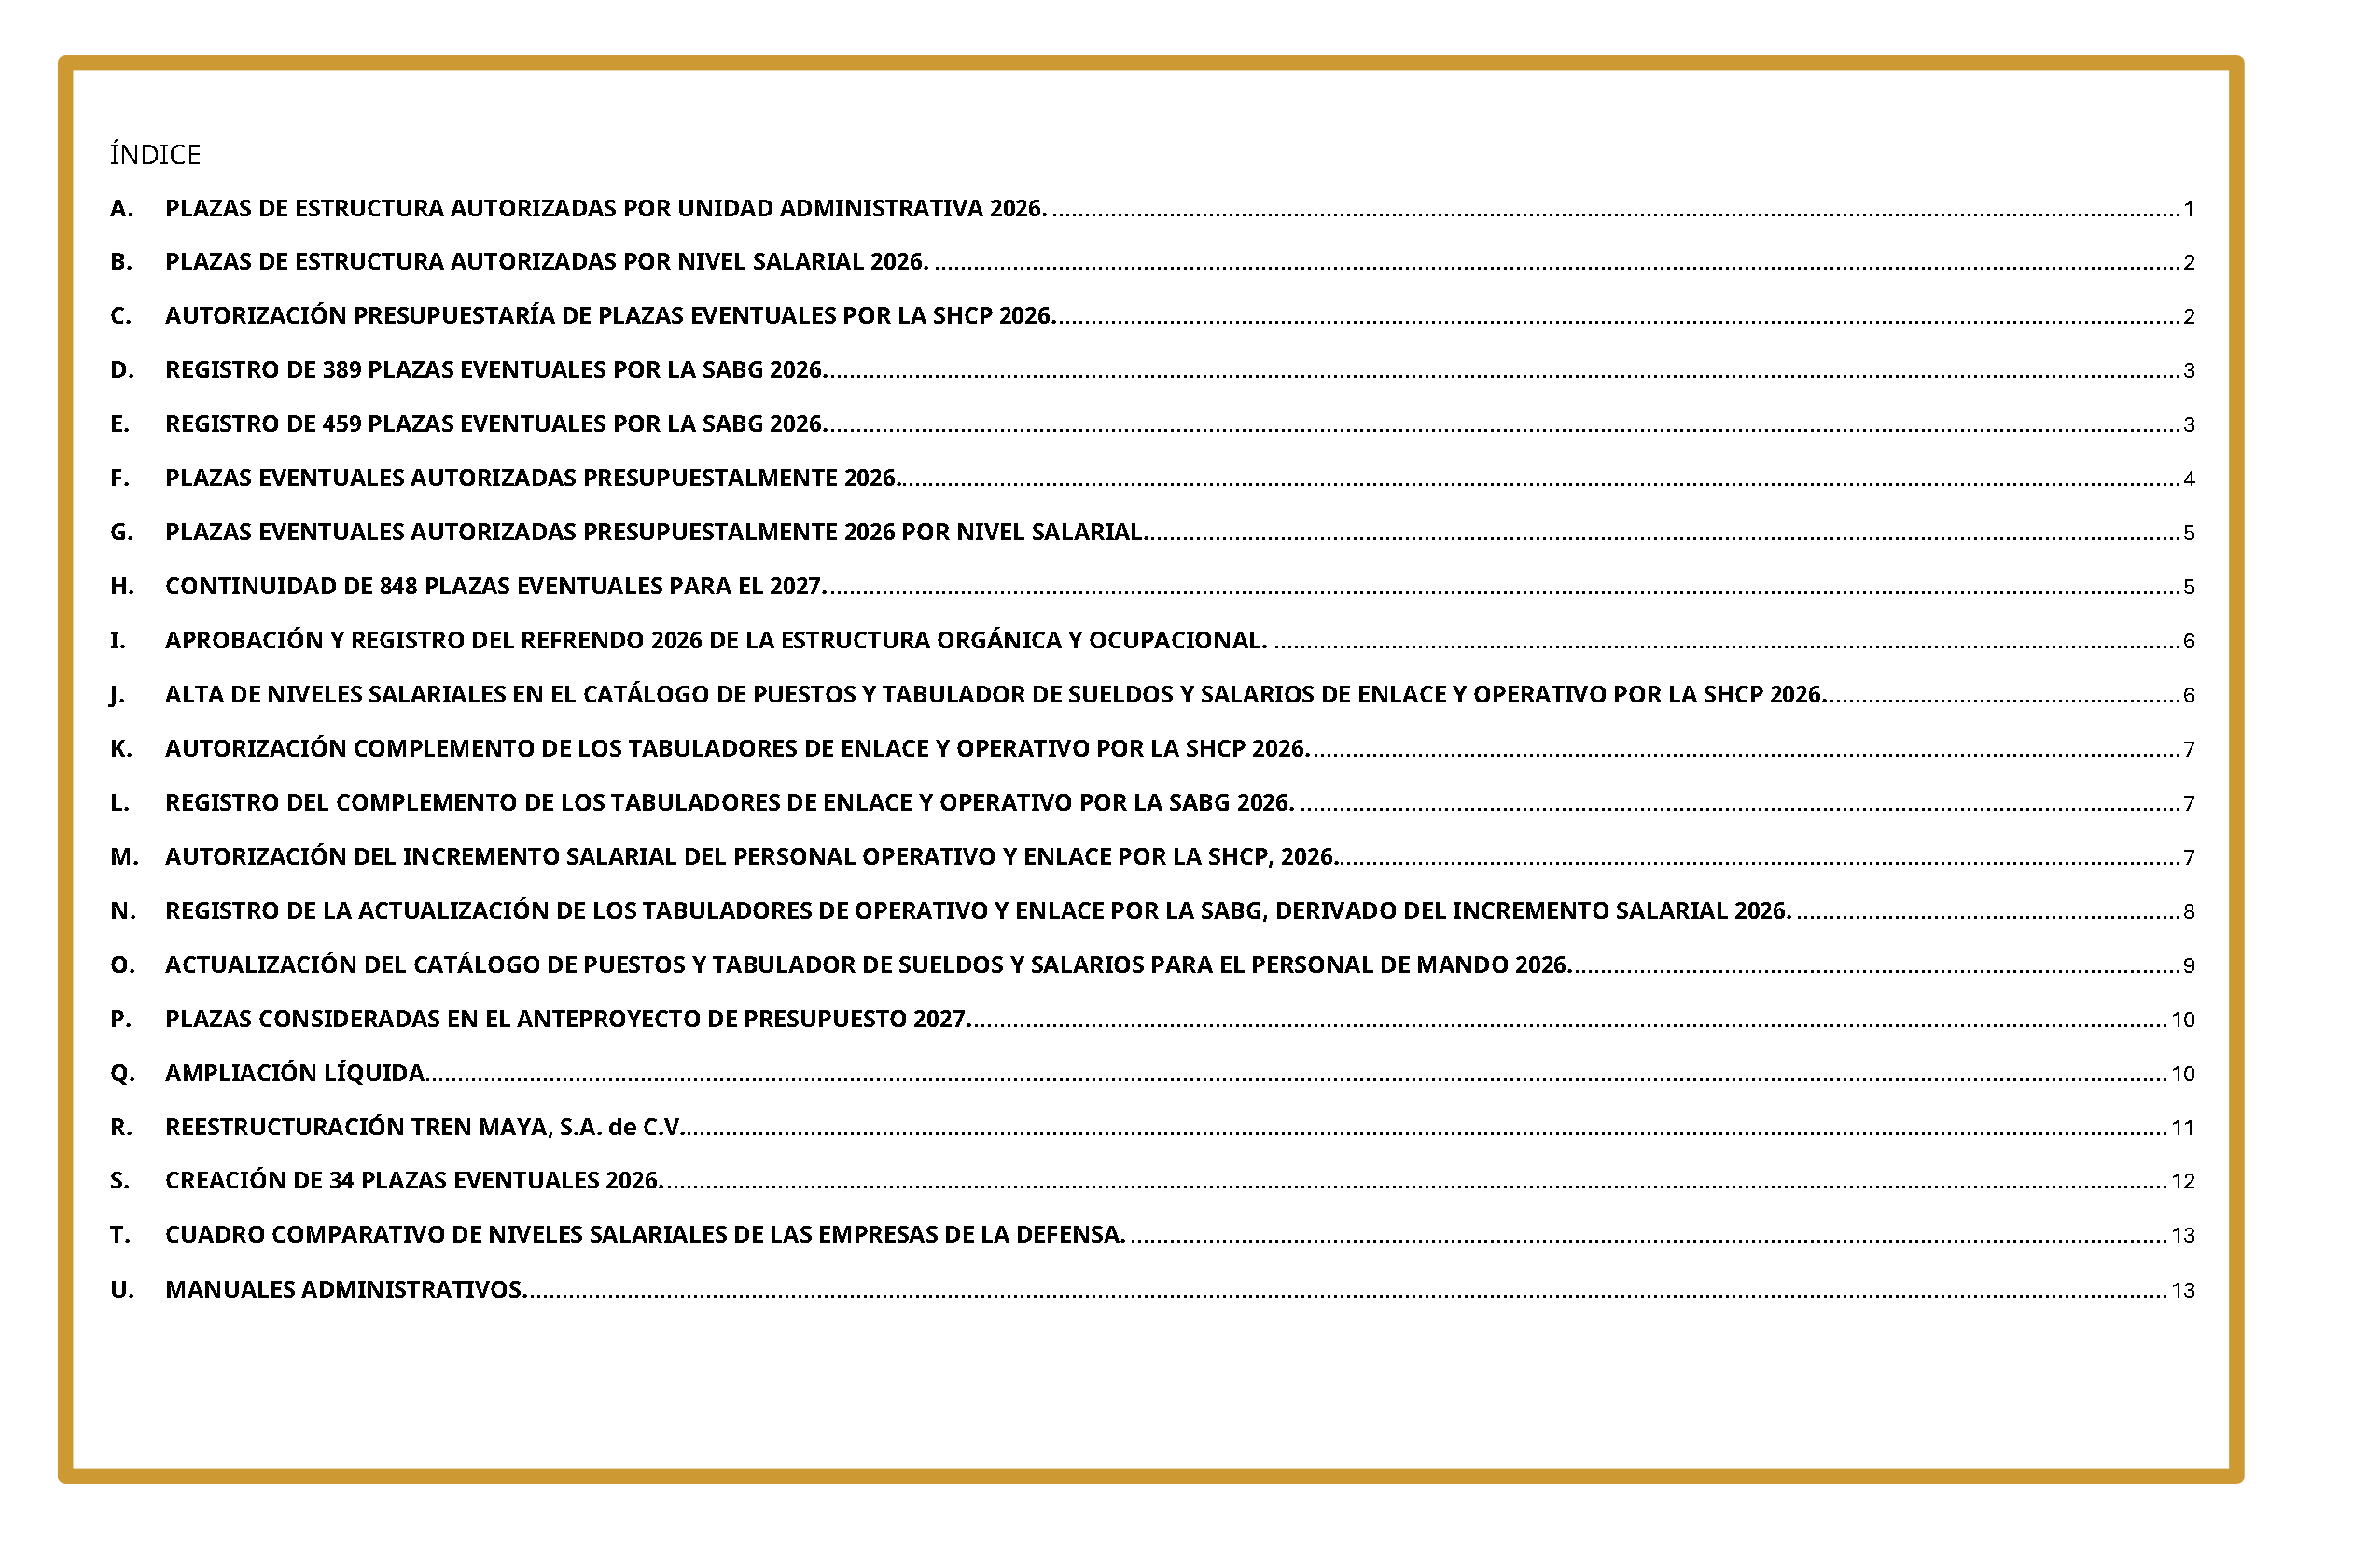 ÍNDICE
A. PLAZAS DE ESTRUCTURA AUTORIZADAS POR UNIDAD ADMINISTRATIVA 2026. 1
B. PLAZAS DE ESTRUCTURA AUTORIZADAS POR NIVEL SALARIAL 2026. 2
C. AUTORIZACIÓN PRESUPUESTARÍA DE PLAZAS EVENTUALES POR LA SHCP 2026. 2
D. REGISTRO DE 389 PLAZAS EVENTUALES POR LA SABG 2026. 3
E. REGISTRO DE 459 PLAZAS EVENTUALES POR LA SABG 2026. 3
F. PLAZAS EVENTUALES AUTORIZADAS PRESUPUESTALMENTE 2026. 4
G. PLAZAS EVENTUALES AUTORIZADAS PRESUPUESTALMENTE 2026 POR NIVEL SALARIAL. 5
H. CONTINUIDAD DE 848 PLAZAS EVENTUALES PARA EL 2027. 5
I. APROBACIÓN Y REGISTRO DEL REFRENDO 2026 DE LA ESTRUCTURA ORGÁNICA Y OCUPACIONAL. 6
J. ALTA DE NIVELES SALARIALES EN EL CATÁLOGO DE PUESTOS Y TABULADOR DE SUELDOS Y SALARIOS DE ENLACE Y OPERATIVO POR LA SHCP 2026. 6
K. AUTORIZACIÓN COMPLEMENTO DE LOS TABULADORES DE ENLACE Y OPERATIVO POR LA SHCP 2026. 7
L. REGISTRO DEL COMPLEMENTO DE LOS TABULADORES DE ENLACE Y OPERATIVO POR LA SABG 2026. 7
M. AUTORIZACIÓN DEL INCREMENTO SALARIAL DEL PERSONAL OPERATIVO Y ENLACE POR LA SHCP, 2026. 7
N. REGISTRO DE LA ACTUALIZACIÓN DE LOS TABULADORES DE OPERATIVO Y ENLACE POR LA SABG, DERIVADO DEL INCREMENTO SALARIAL 2026. 8
O. ACTUALIZACIÓN DEL CATÁLOGO DE PUESTOS Y TABULADOR DE SUELDOS Y SALARIOS PARA EL PERSONAL DE MANDO 2026. 9
P. PLAZAS CONSIDERADAS EN EL ANTEPROYECTO DE PRESUPUESTO 2027. 10
Q. AMPLIACIÓN LÍQUIDA 10
R. REESTRUCTURACIÓN TREN MAYA, S.A. de C.V. 11
S. CREACIÓN DE 34 PLAZAS EVENTUALES 2026. 12
T. CUADRO COMPARATIVO DE NIVELES SALARIALES DE LAS EMPRESAS DE LA DEFENSA. 13
U. MANUALES ADMINISTRATIVOS. 13